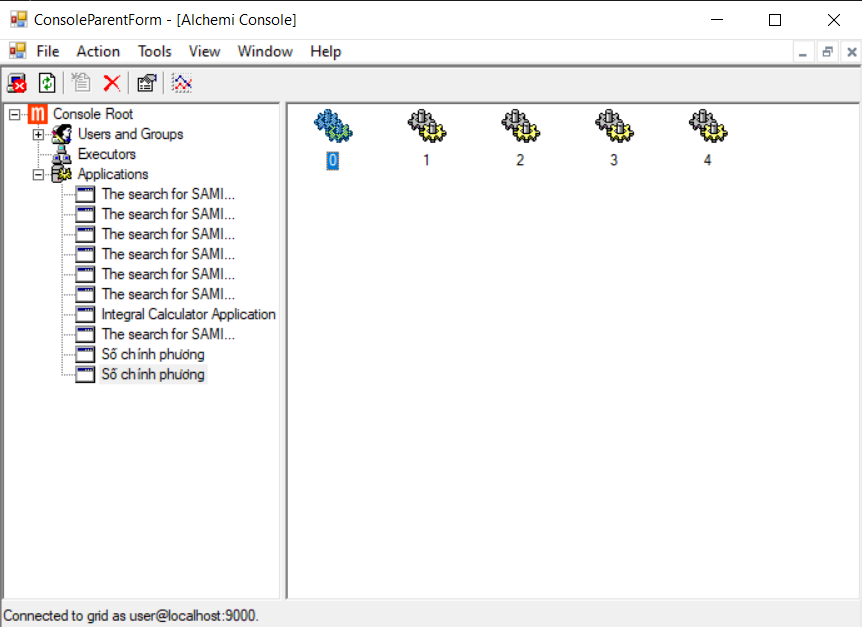 ConsoleParentForm - [Alchemi Console]
File Action Tools View Window Help
Console Root
Users and Groups
Executors
Applications
The search for SAMI...
The search for SAMI...
The search for SAMI...
The search for SAMI...
The search for SAMI...
The search for SAMI...
Integral Calculator Application
The search for SAMI...
Số chính phương
Số chính phương
0 1 2 3 4
Connected to grid as user@localhost:9000.